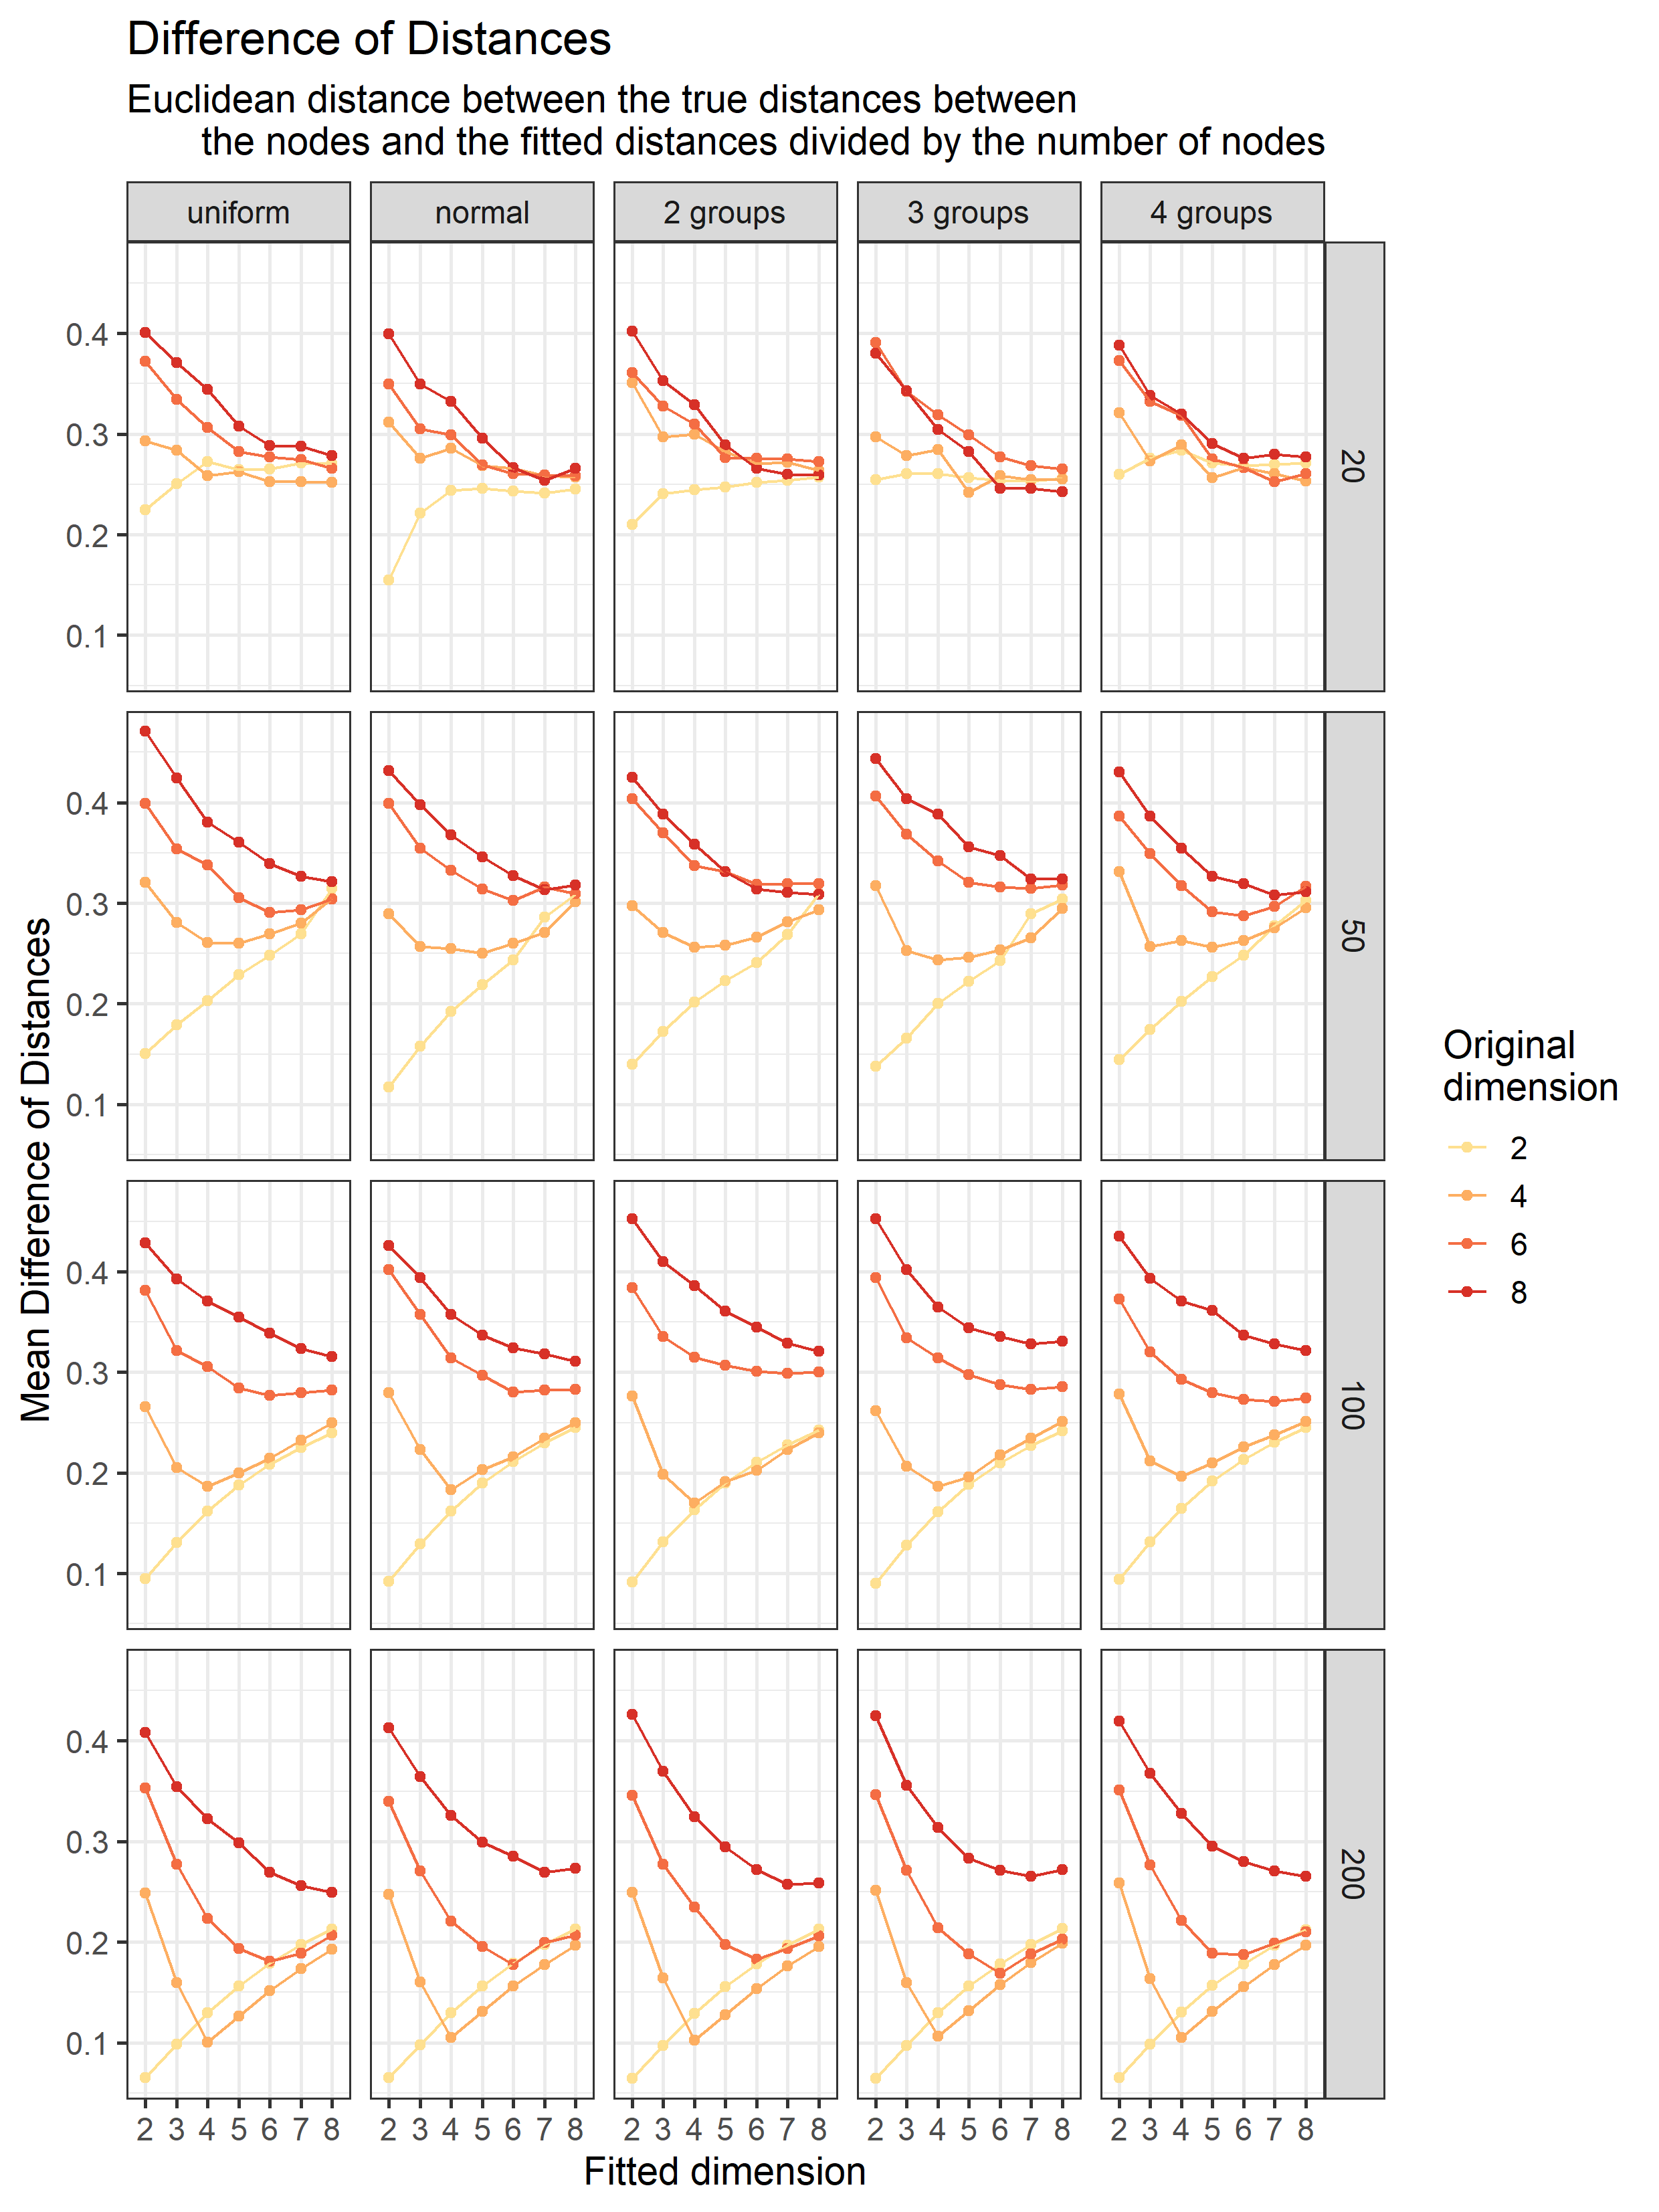 Difference of Distances
Euclidean distance between the true distances between
the nodes and the fitted distances divided by the number of nodes
uniform normal 2 groups 3 groups 4 groups
0.4
0.3
0.2
0.1
20
0.4
0.3
0.2
0.1
50
0.4
0.3
0.2
0.1
100
0.4
0.3
0.2
0.1
200
2 3 4 5 6 7 8 2 3 4 5 6 7 8 2 3 4 5 6 7 8 2 3 4 5 6 7 8 2 3 4 5 6 7 8
Fitted dimension
Mean Difference of Distances
Original
dimension
2
4
6
8